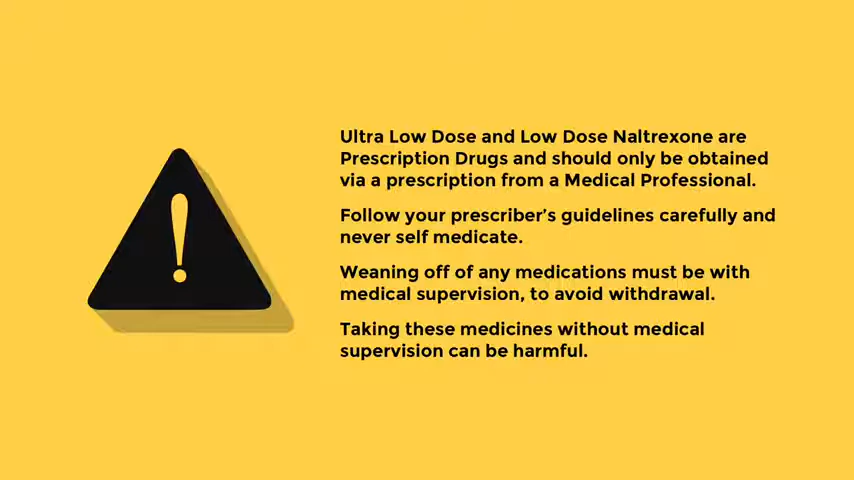 Ultra Low Dose and Low Dose Naltrexone are
Prescription Drugs and should only be obtained
via a prescription from a Medical Professional.
Follow your prescriber's guidelines carefully and
never self medicate.
Weaning off of any medications must be with
medical supervision, to avoid withdrawal.
Taking these medicines without medical
supervision can be harmful.